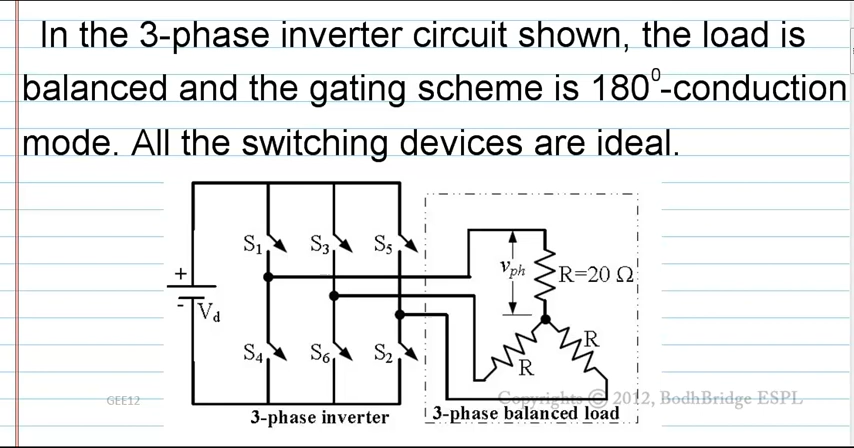 In the 3-phase inverter circuit shown, the load is
balanced and the gating scheme is 180⁰-conduction
mode. All the switching devices are ideal.
S₁ S₃ S₅
vₚₕ R=20 Ω
+
- V_d
S₄ S₆ S₂
R R
GEE12
Copyrights © 2012, BodhBridge ESPL
3-phase inverter 3-phase balanced load